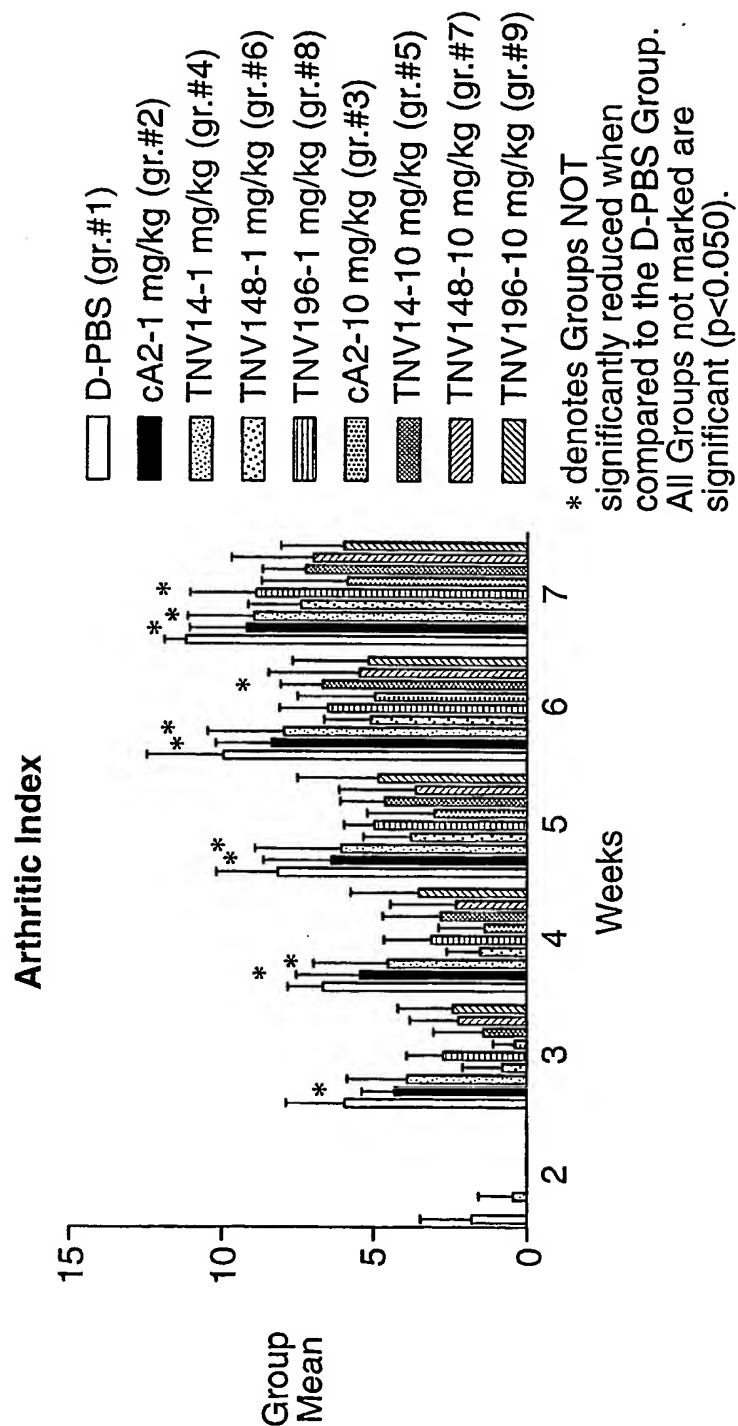 Arthritic Index
Group
Mean
15
10
5
0
2
3
4
5
6
7
Weeks
*
*
*
*
*
*
*
*
*
*
*
D-PBS (gr.#1)
cA2-1 mg/kg (gr.#2)
TNV14-1 mg/kg (gr.#4)
TNV148-1 mg/kg (gr.#6)
TNV196-1 mg/kg (gr.#8)
cA2-10 mg/kg (gr.#3)
TNV14-10 mg/kg (gr.#5)
TNV148-10 mg/kg (gr.#7)
TNV196-10 mg/kg (gr.#9)
* denotes Groups NOT
significantly reduced when
compared to the D-PBS Group.
All Groups not marked are
significant (p<0.050).